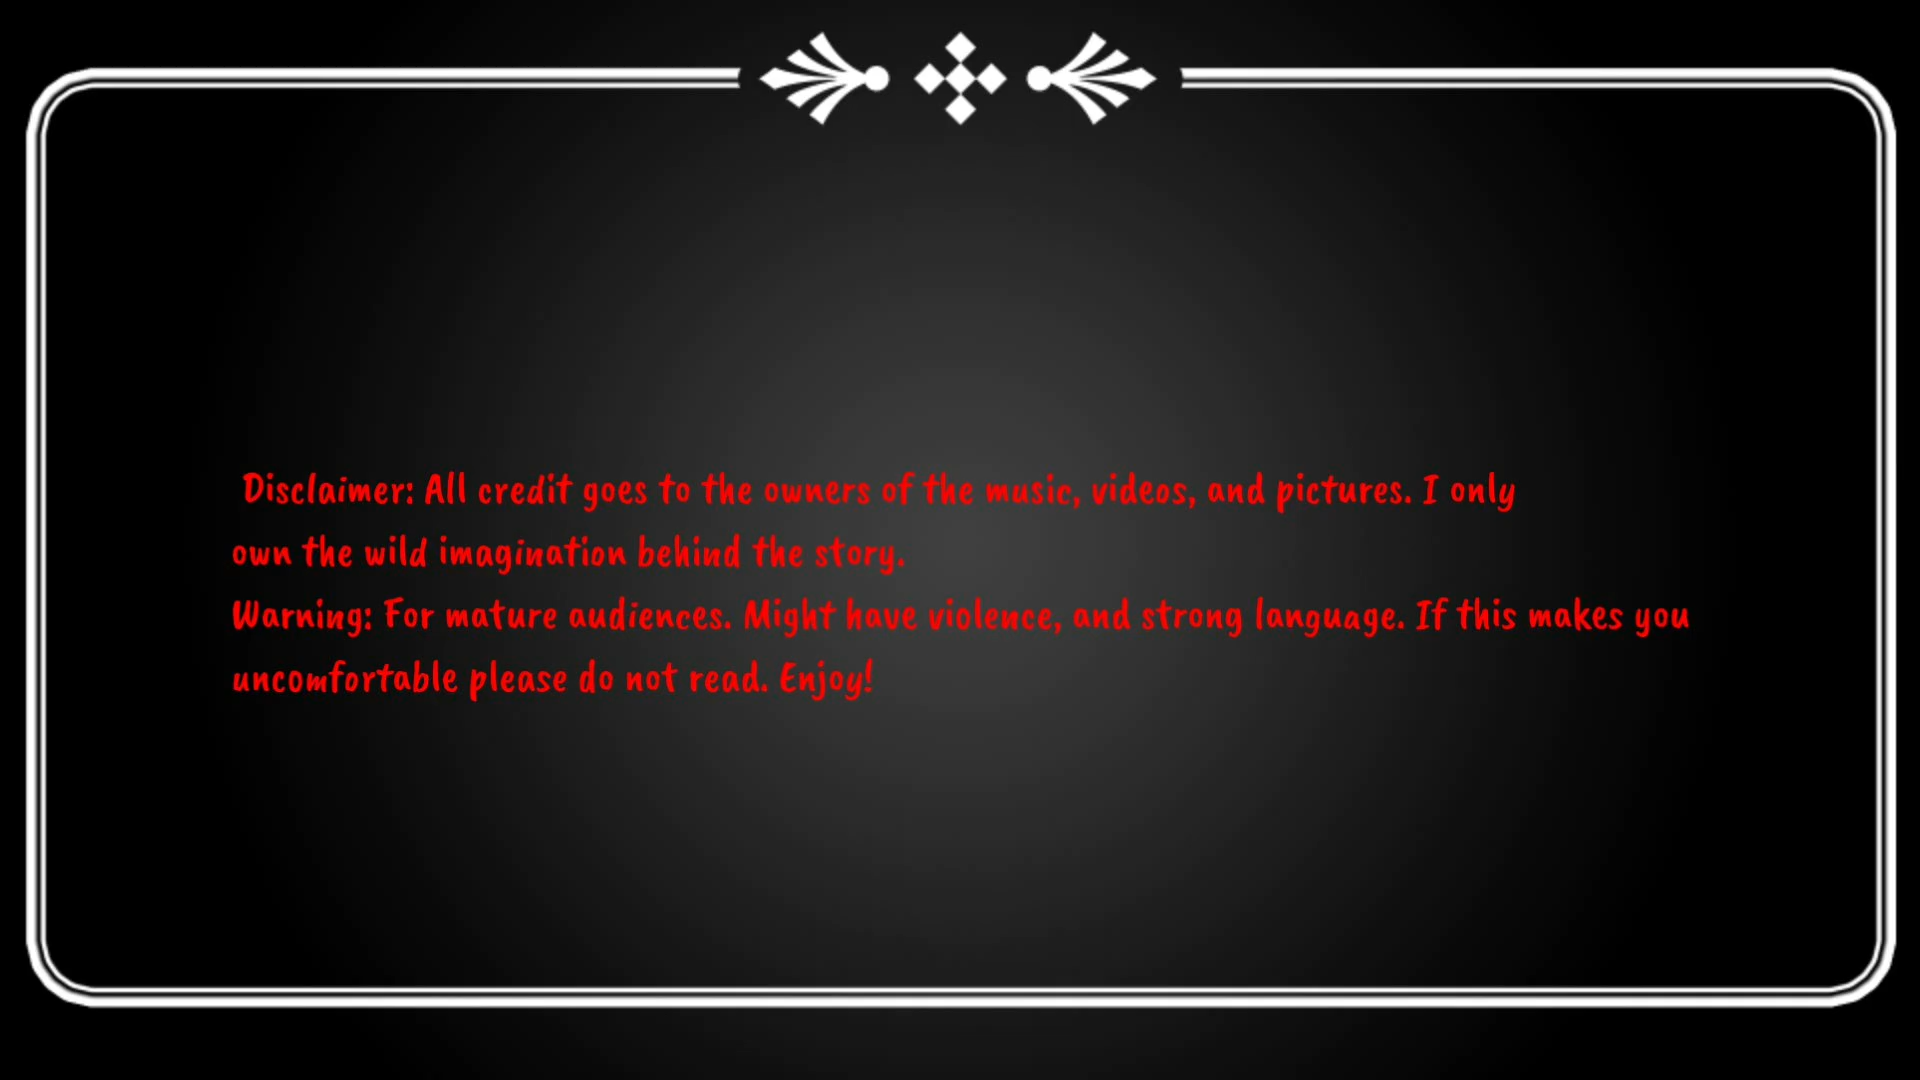 Disclaimer: All credit goes to the owners of the music, videos, and pictures. I only
own the wild imagination behind the story.
Warning: For mature audiences. Might have violence, and strong language. If this makes you
uncomfortable please do not read. Enjoy!